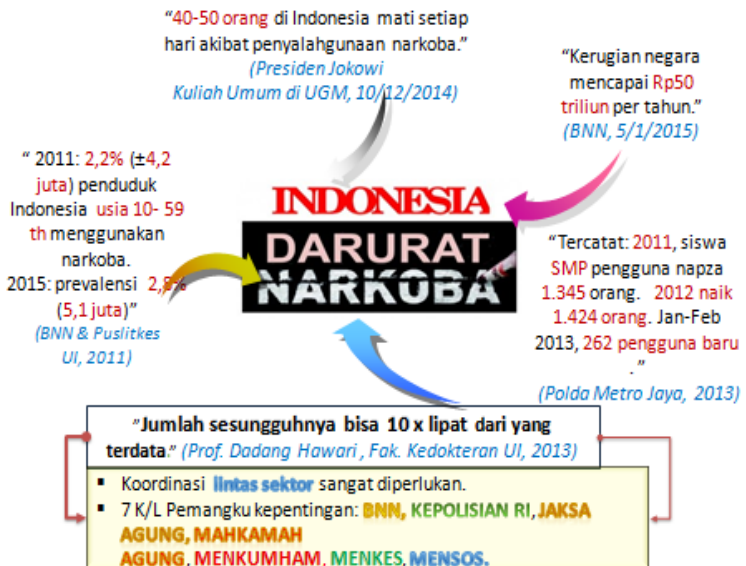 “40-50 orang di Indonesia mati setiap
hari akibat penyalahgunaan narkoba.”
(Presiden Jokowi
Kuliah Umum di UGM, 10/12/2014)
“Kerugian negara
mencapai Rp50
triliun per tahun.”
(BNN, 5/1/2015)
“ 2011: 2,2% (±4,2
juta) penduduk
Indonesia usia 10- 59
th menggunakan
narkoba.
2015: prevalensi 2,8%
(5,1 juta)”
(BNN & Puslitkes
UI, 2011)
INDONESIA
DARURAT
NARKOBA
“Tercatat: 2011, siswa
SMP pengguna napza
1.345 orang. 2012 naik
1.424 orang. Jan-Feb
2013, 262 pengguna baru
.”
(Polda Metro Jaya, 2013)
“Jumlah sesungguhnya bisa 10 x lipat dari yang
terdata.” (Prof. Dadang Hawari , Fak. Kedokteran UI, 2013)
▪ Koordinasi lintas sektor sangat diperlukan.
▪ 7 K/L Pemangku kepentingan: BNN, KEPOLISIAN RI, JAKSA
AGUNG, MAHKAMAH
AGUNG, MENKUMHAM, MENKES, MENSOS.